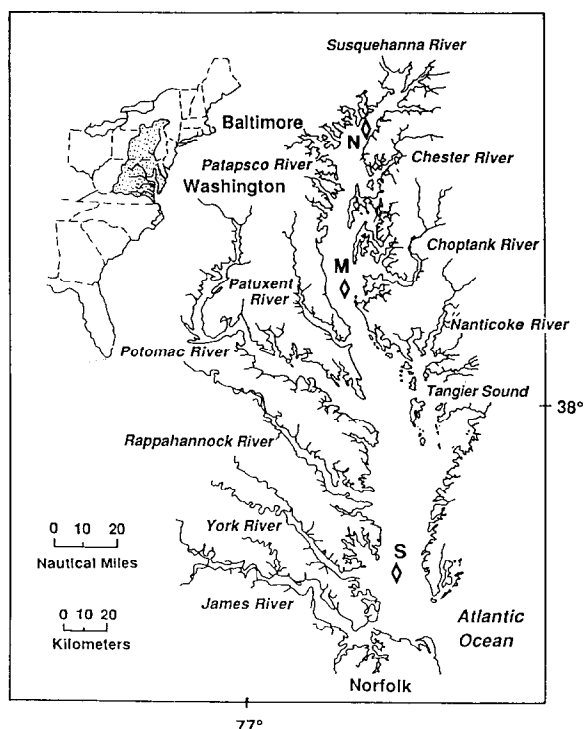 Susquehanna River
Baltimore
N
Patapsco River
Chester River
Washington
Choptank River
M
Patuxent
River
Nanticoke River
Potomac River
Tangier Sound
38°
Rappahannock River
York River
S
0 10 20
Nautical Miles
James River
0 10 20
Kilometers
Atlantic
Ocean
Norfolk
77°